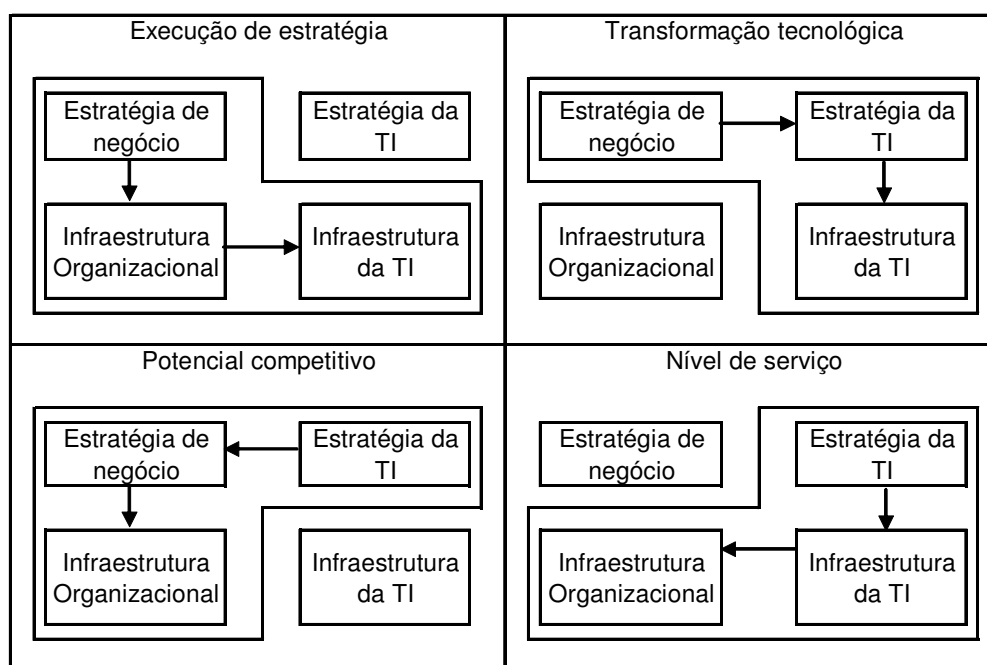 Execução de estratégia
Estratégia de
negócio
Estratégia da
TI
Infraestrutura
Organizacional
Infraestrutura
da TI
Transformação tecnológica
Estratégia de
negócio
Estratégia da
TI
Infraestrutura
Organizacional
Infraestrutura
da TI
Potencial competitivo
Estratégia de
negócio
Estratégia da
TI
Infraestrutura
Organizacional
Infraestrutura
da TI
Nível de serviço
Estratégia de
negócio
Estratégia da
TI
Infraestrutura
Organizacional
Infraestrutura
da TI